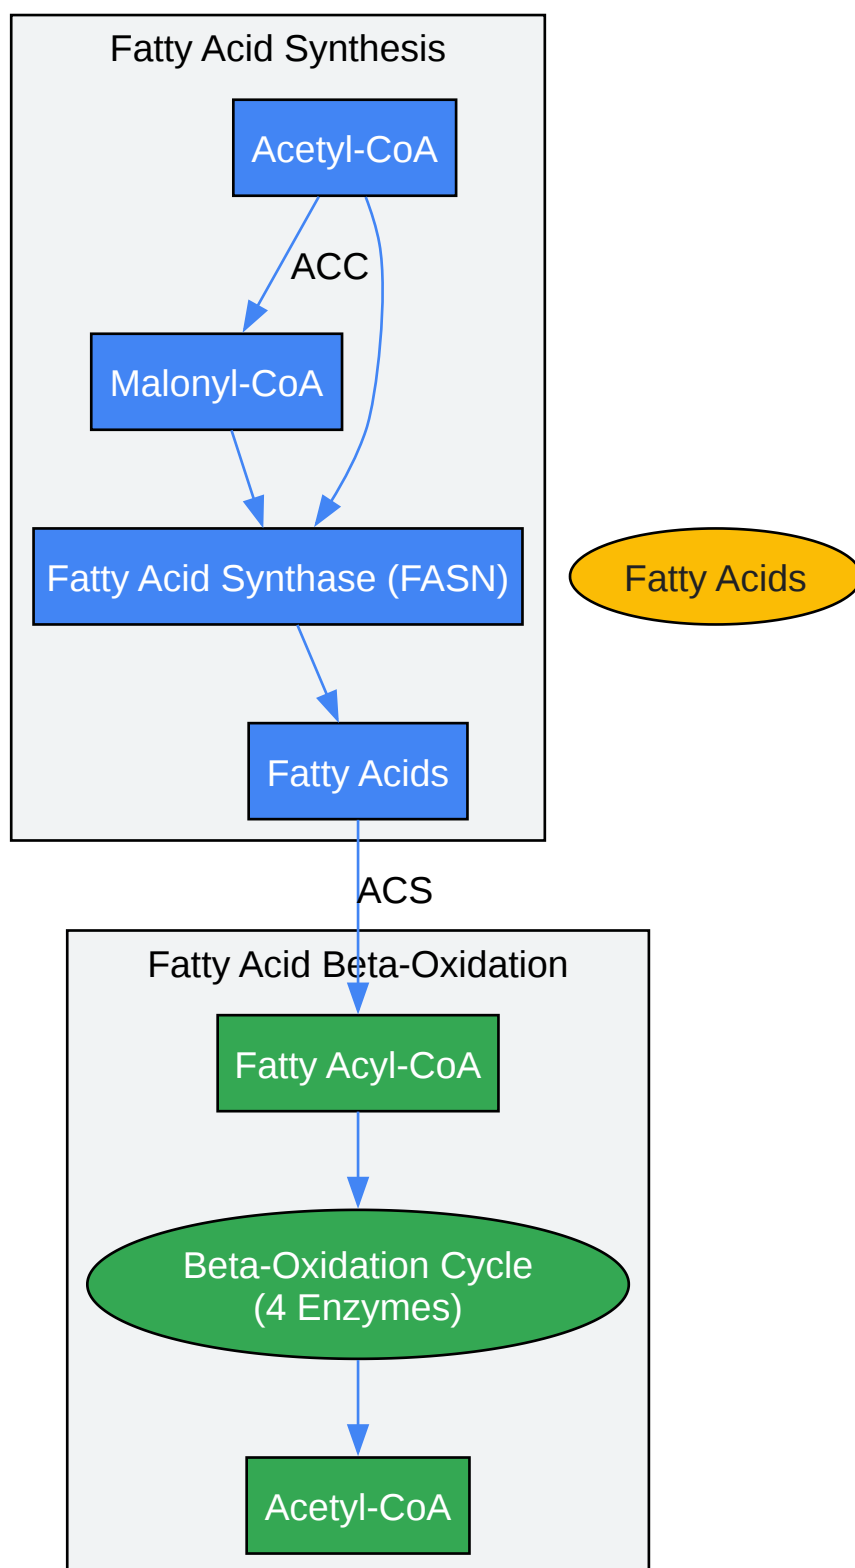 Fatty Acid Synthesis
Acetyl-CoA
ACC
Malonyl-CoA
Fatty Acid Synthase (FASN)
Fatty Acids
Fatty Acids
ACS
Fatty Acid Beta-Oxidation
Fatty Acyl-CoA
Beta-Oxidation Cycle
(4 Enzymes)
Acetyl-CoA